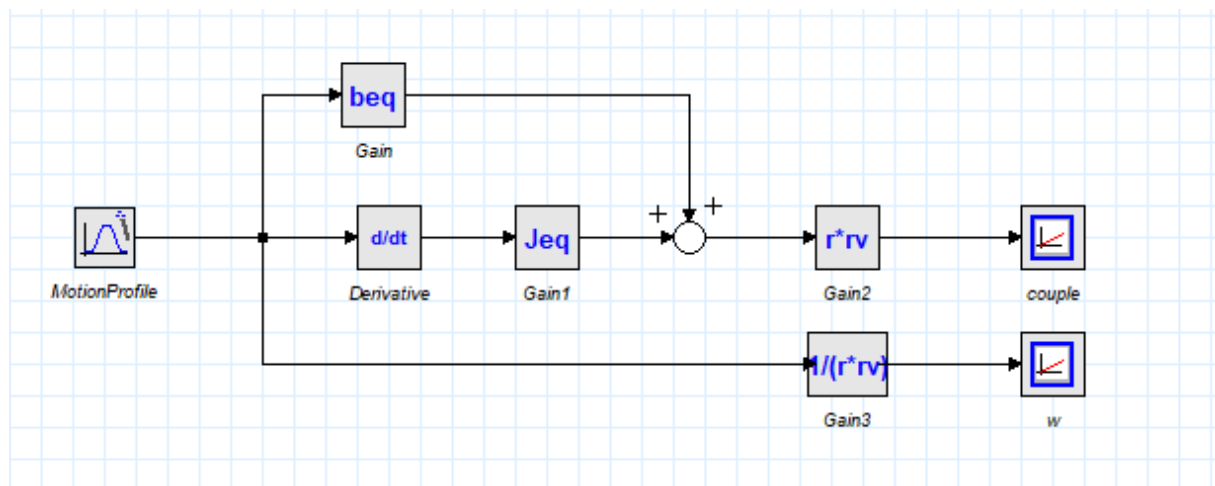 beq
Gain
+ +
d/dt
Jeq
r*rv
MotionProfile
Derivative
Gain1
Gain2
couple
1/(r*rv)
Gain3
w